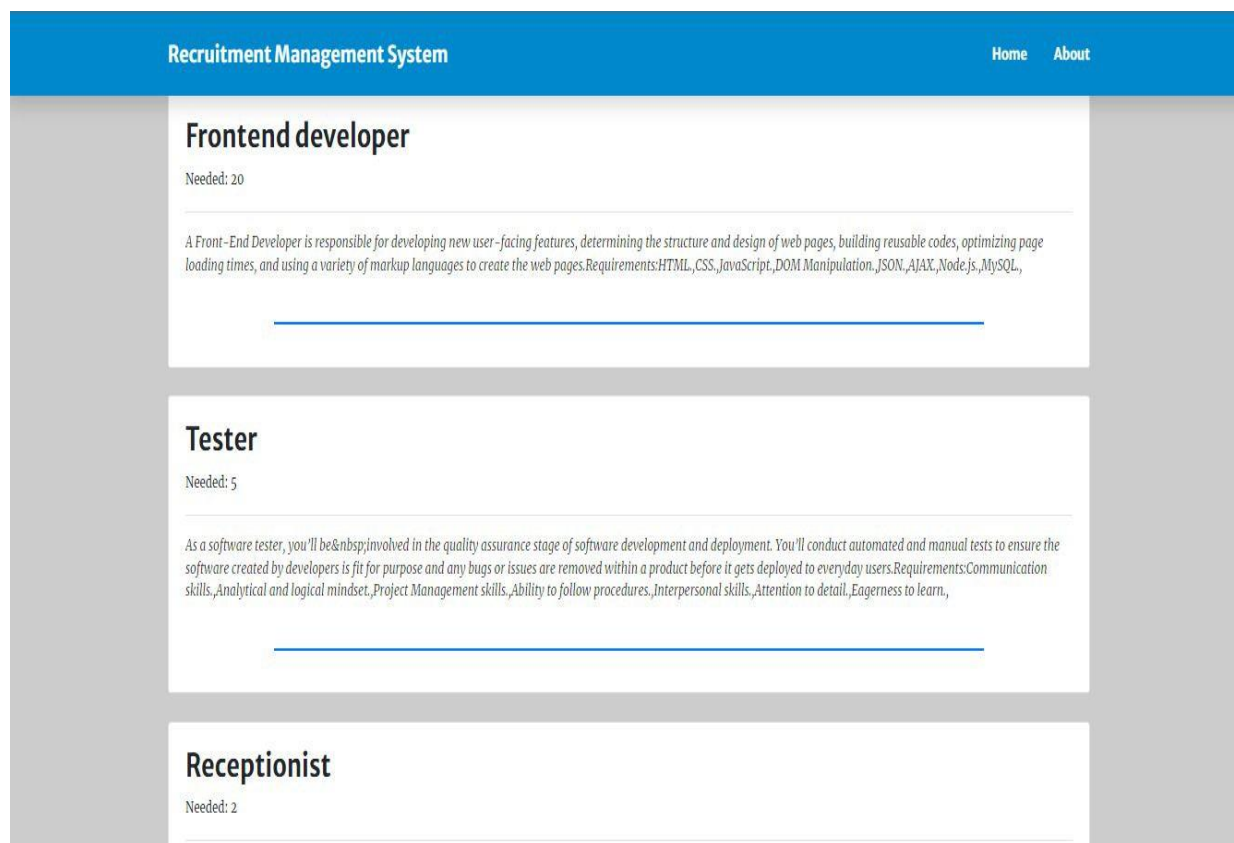 Recruitment Management System
Home About
Frontend developer
Needed: 20
A Front-End Developer is responsible for developing new user-facing features, determining the structure and design of web pages, building reusable codes, optimizing page
loading times, and using a variety of markup languages to create the web pages.Requirements:HTML.,CSS.,JavaScript.,DOM Manipulation.,JSON.,AJAX.,Node.js.,MySQL.,
Tester
Needed: 5
As a software tester, you'll be&nbsp;involved in the quality assurance stage of software development and deployment. You'll conduct automated and manual tests to ensure the
software created by developers is fit for purpose and any bugs or issues are removed within a product before it gets deployed to everyday users.Requirements:Communication
skills.,Analytical and logical mindset.,Project Management skills.,Ability to follow procedures.,Interpersonal skills.,Attention to detail.,Eagerness to learn.,
Receptionist
Needed: 2